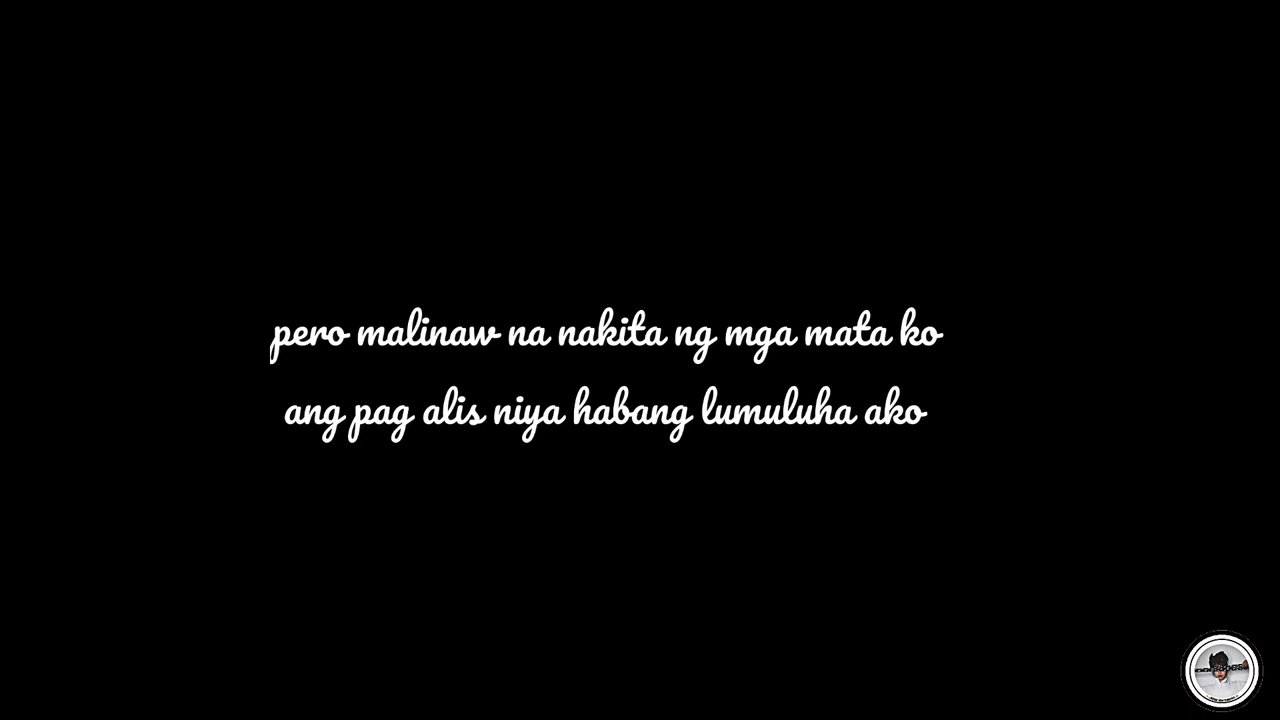 pero malinaw na nakita ng mga mata ko
ang pag alis niya habang lumuluha ako